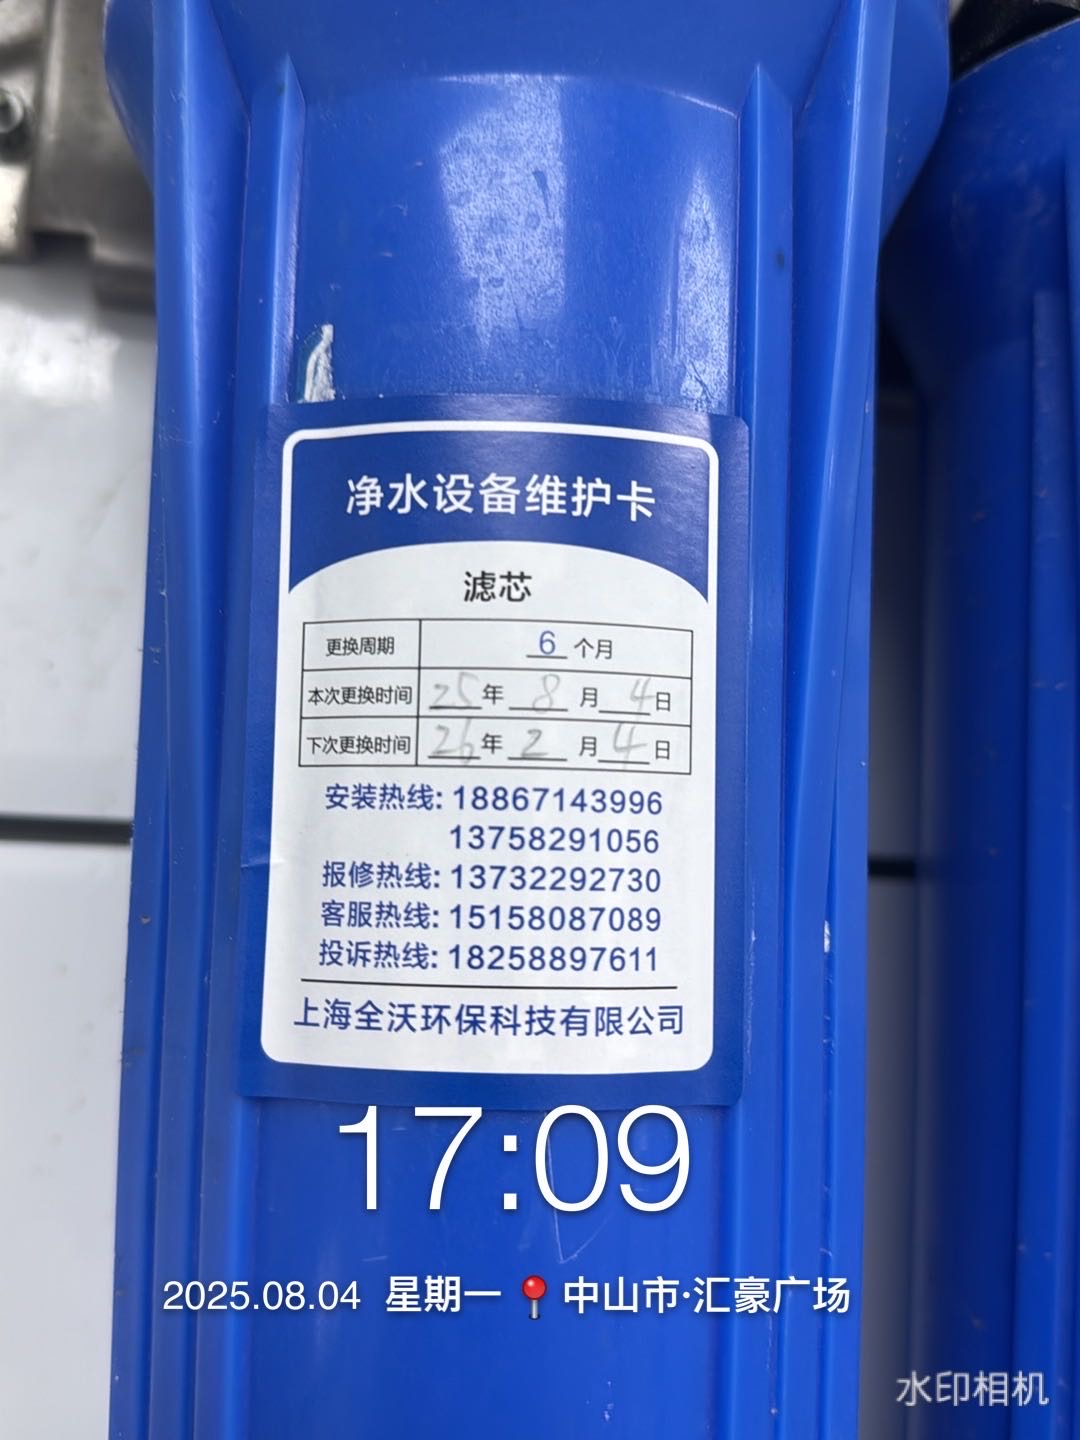 净水设备维护卡
滤芯
更换周期 6 个月
本次更换时间 25 年 8 月 4 日
下次更换时间 26 年 2 月 4 日
安装热线: 18867143996
13758291056
报修热线: 13732292730
客服热线: 15158087089
投诉热线: 18258897611
上海全沃环保科技有限公司
17:09
2025.08.04 星期一 中山市·汇豪广场
水印相机